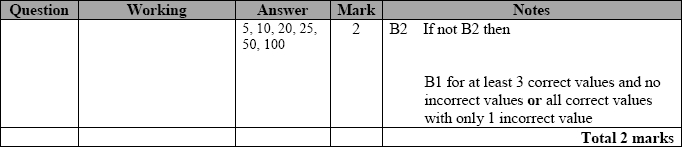 Question Working Answer Mark Notes
5, 10, 20, 25, 2 B2 If not B2 then
50, 100
B1 for at least 3 correct values and no
incorrect values or all correct values
with only 1 incorrect value
Total 2 marks